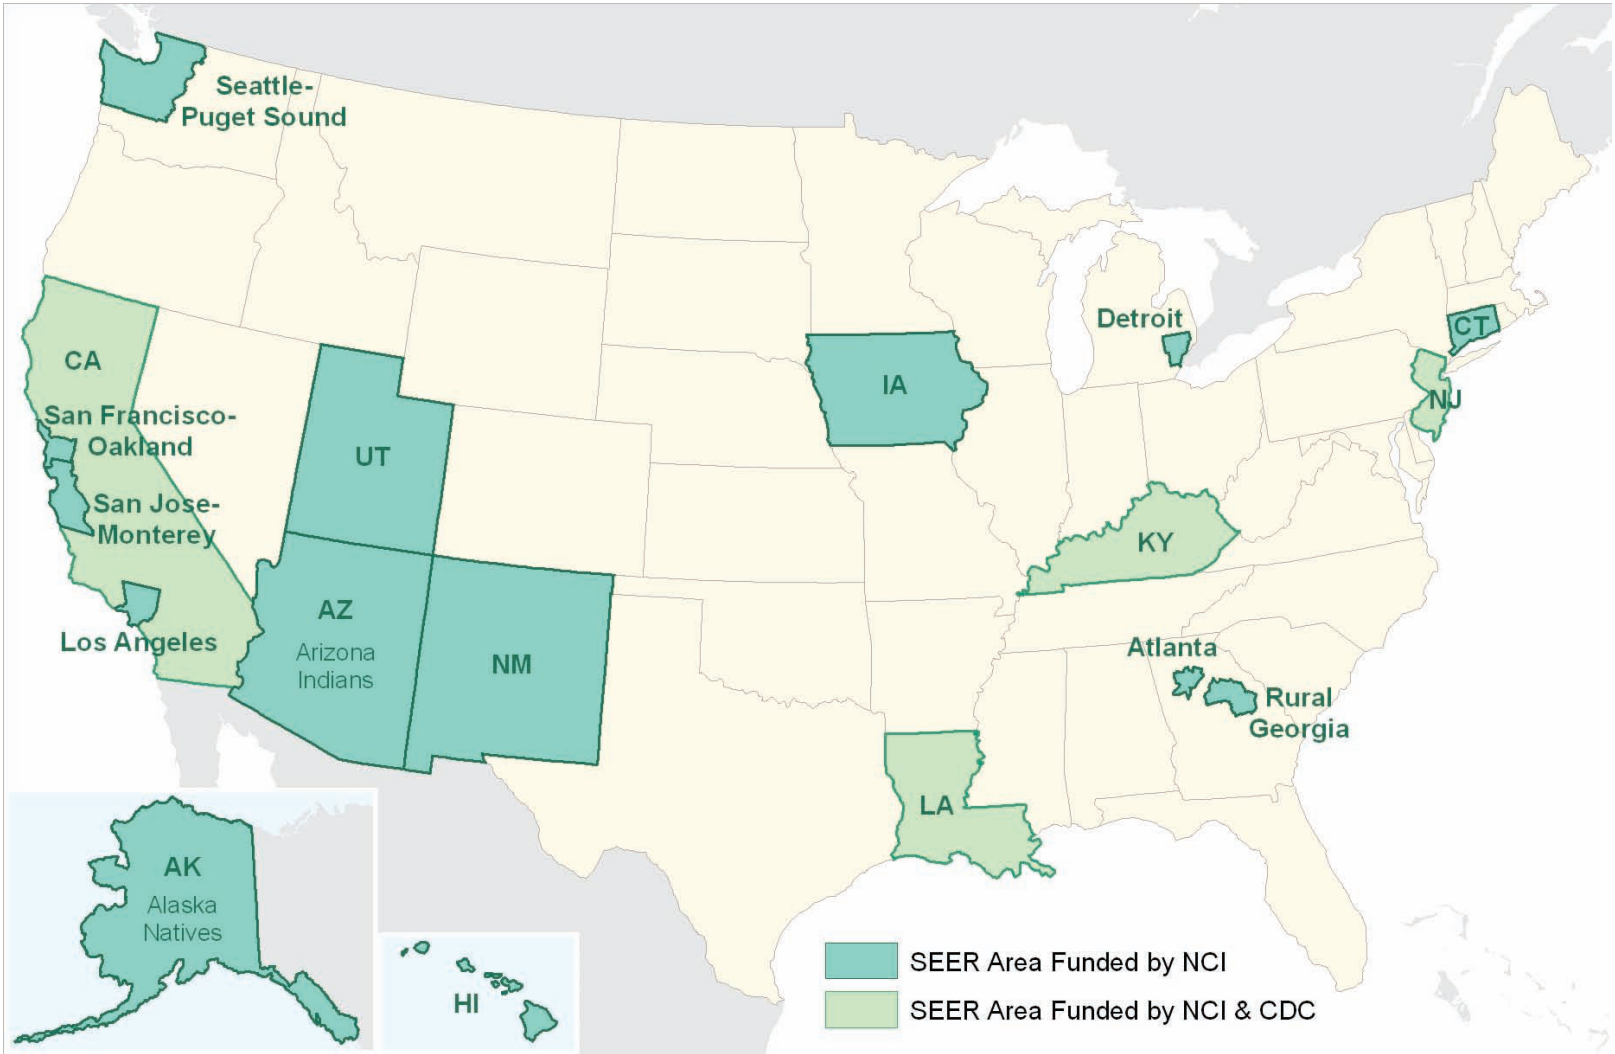 Seattle-
Puget Sound
CA
San Francisco-
Oakland
San Jose-
Monterey
Los Angeles
UT
AZ
Arizona
Indians
NM
IA
Detroit
CT
NJ
KY
Atlanta
Rural
Georgia
LA
AK
Alaska
Natives
HI
SEER Area Funded by NCI
SEER Area Funded by NCI & CDC